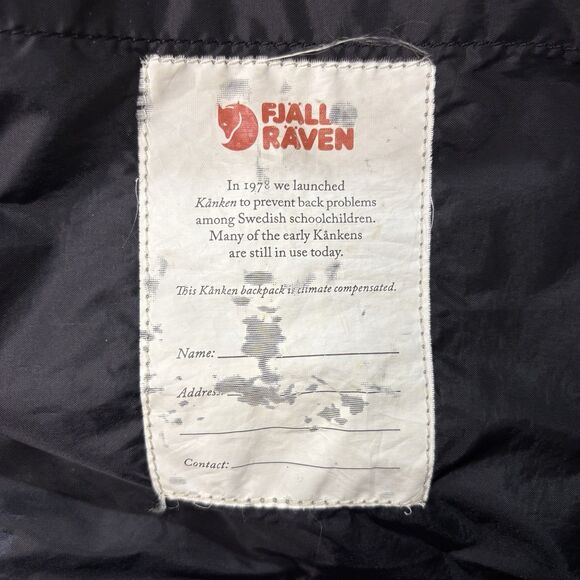 FJÄLL
RÄVEN
In 1978 we launched
Kånken to prevent back problems
among Swedish schoolchildren.
Many of the early Kånkens
are still in use today.
This Kånken backpack is climate compensated.
Name:
Address:
Contact: